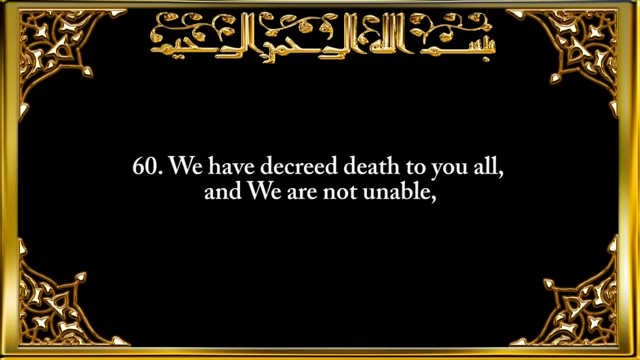 بسم الله الرحمن الرحيم
60. We have decreed death to you all,
and We are not unable,